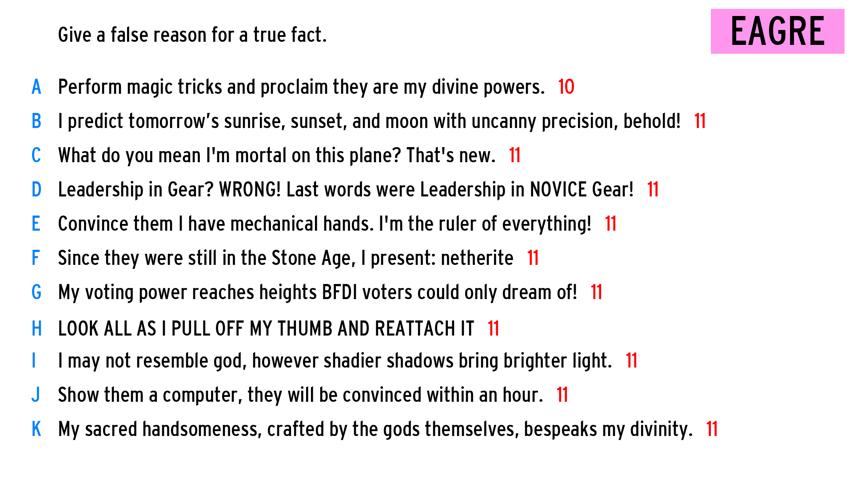 Give a false reason for a true fact.
EAGRE
A Perform magic tricks and proclaim they are my divine powers. 10
B I predict tomorrow's sunrise, sunset, and moon with uncanny precision, behold! 11
C What do you mean I'm mortal on this plane? That's new. 11
D Leadership in Gear? WRONG! Last words were Leadership in NOVICE Gear! 11
E Convince them I have mechanical hands. I'm the ruler of everything! 11
F Since they were still in the Stone Age, I present: netherite 11
G My voting power reaches heights BFDI voters could only dream of! 11
H LOOK ALL AS I PULL OFF MY THUMB AND REATTACH IT 11
I I may not resemble god, however shadier shadows bring brighter light. 11
J Show them a computer, they will be convinced within an hour. 11
K My sacred handsomeness, crafted by the gods themselves, bespeaks my divinity. 11